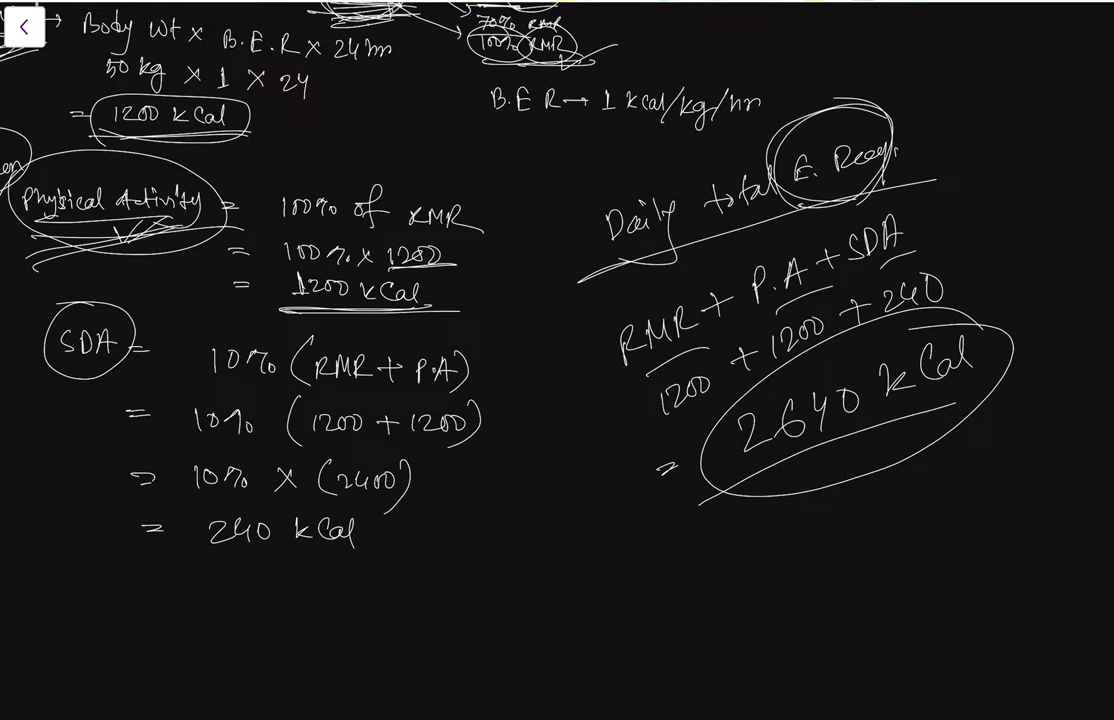 → Body Wt x B.E.R x 24 hr
50 kg x 1 x 24
= 1200 kCal
70% RMR
100% RMR
B.E R → 1 kcal/kg/hr
Physical Activity = 100% of RMR
= 100% x 1200
= 1200 kCal
SDA = 10% (RMR + P.A)
= 10% (1200 + 1200)
= 10% x (2400)
= 240 kCal
Daily total E. Req.
RMR + P.A + SDA
1200 + 1200 + 240
= 2640 kCal